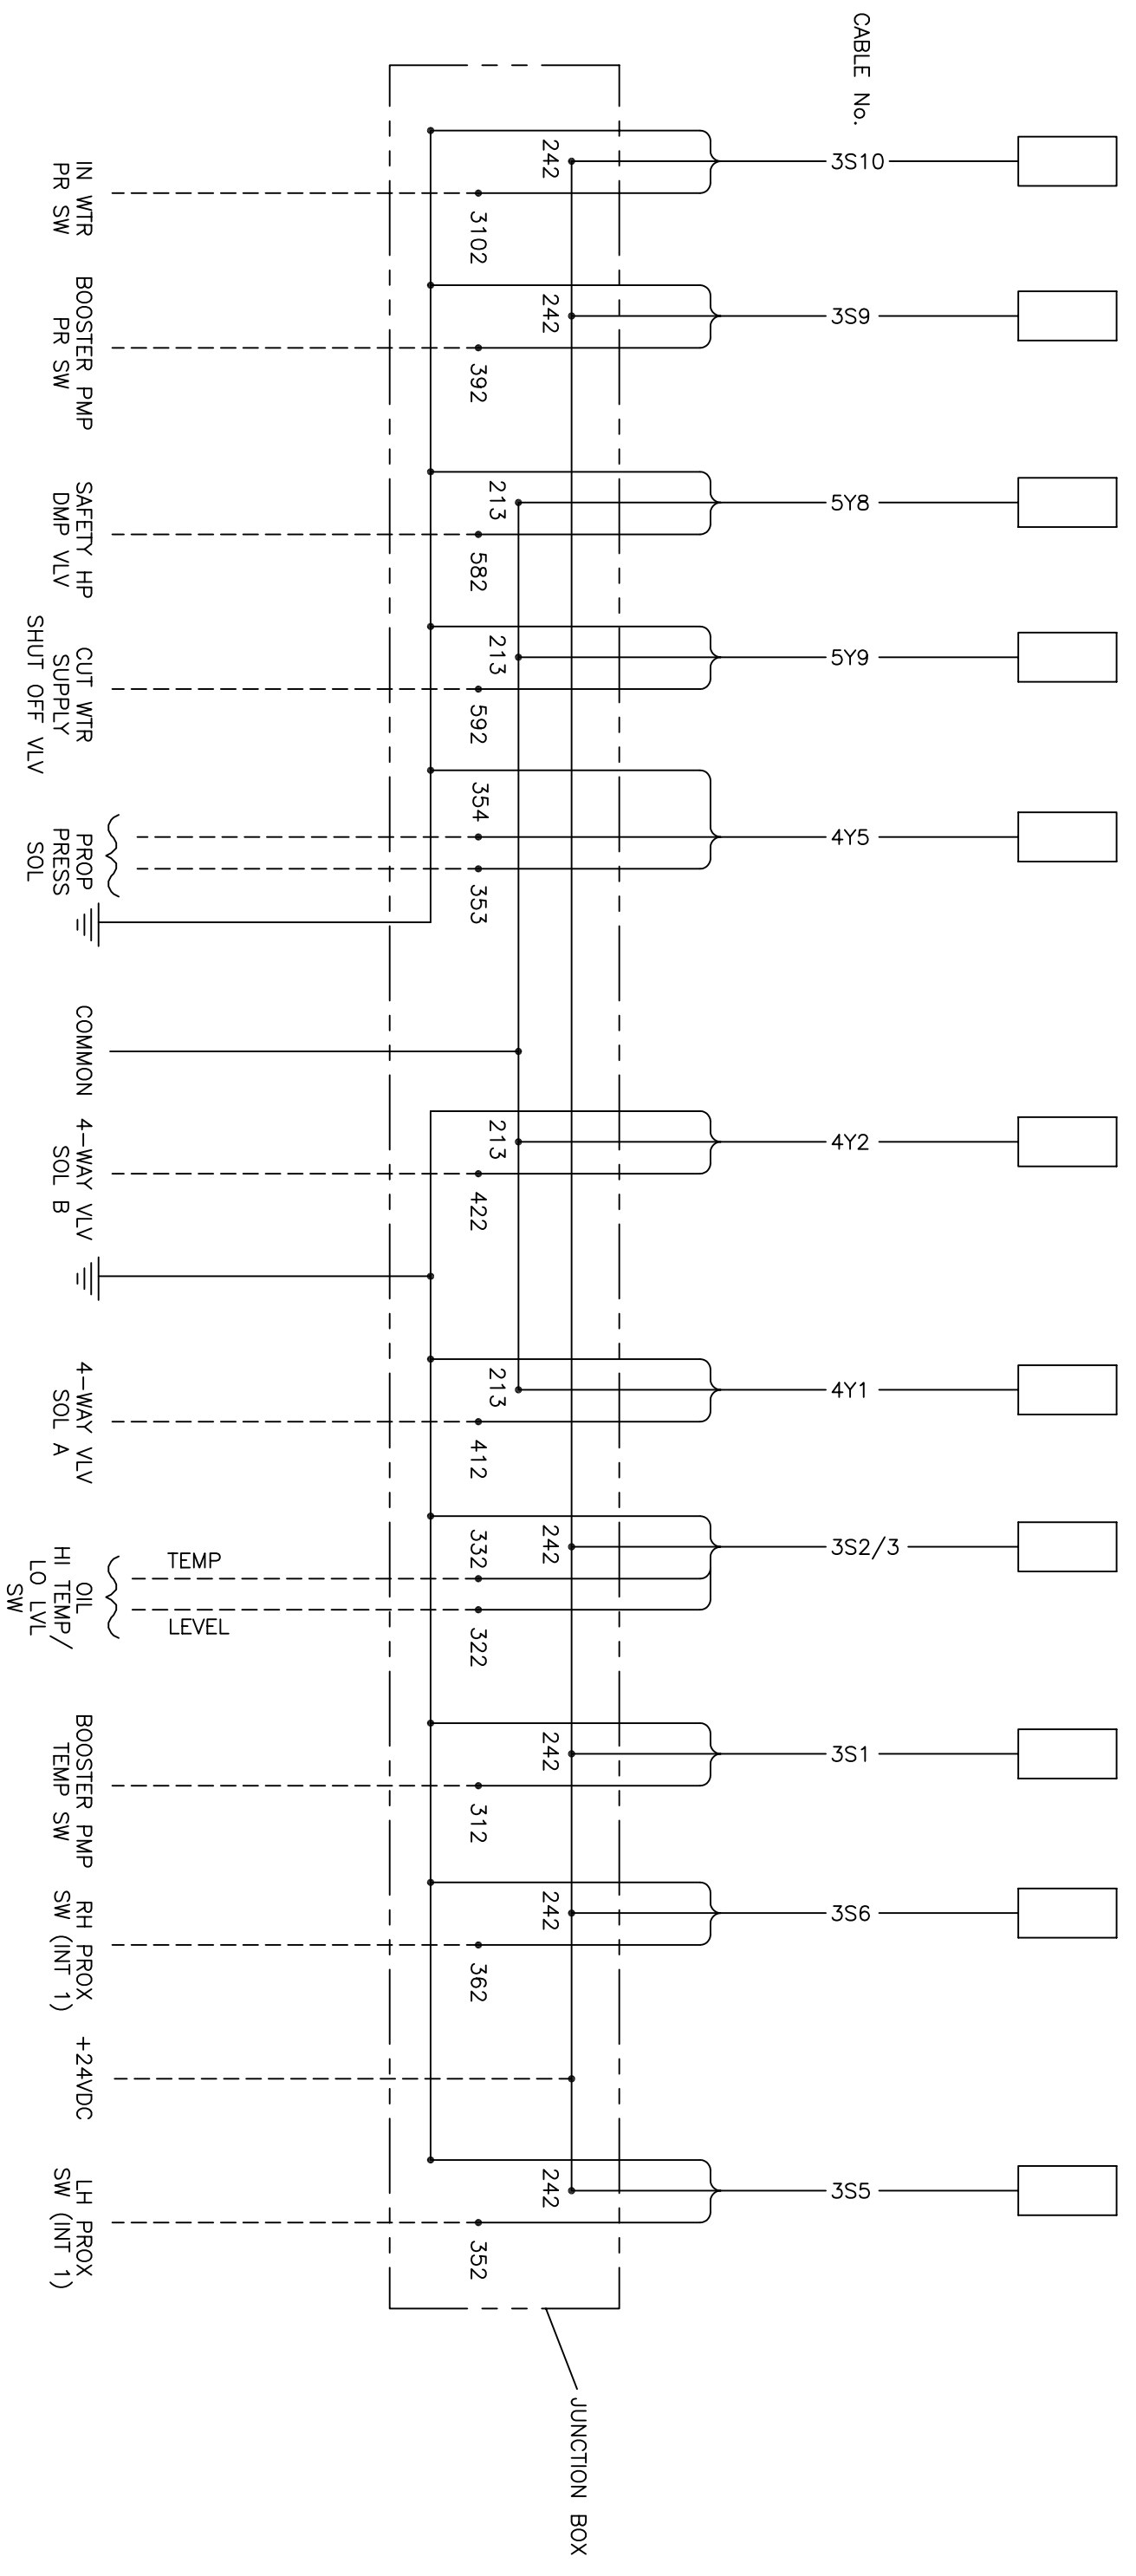 CABLE No.
3S10
3S9
5Y8
5Y9
4Y5
4Y2
4Y1
3S2/3
3S1
3S6
3S5
242
3102
242
392
213
582
213
592
354
353
213
422
213
412
242
332
322
242
312
242
362
242
352
JUNCTION BOX
IN WTR
PR SW
BOOSTER PMP
PR SW
SAFETY HP
DMP VLV
CUT WTR
SUPPLY
SHUT OFF VLV
PROP
PRESS
SOL
COMMON
4-WAY VLV
SOL B
4-WAY VLV
SOL A
TEMP
LEVEL
OIL
HI TEMP/
LO LVL
SW
BOOSTER PMP
TEMP SW
RH PROX
SW (INT 1)
+24VDC
LH PROX
SW (INT 1)